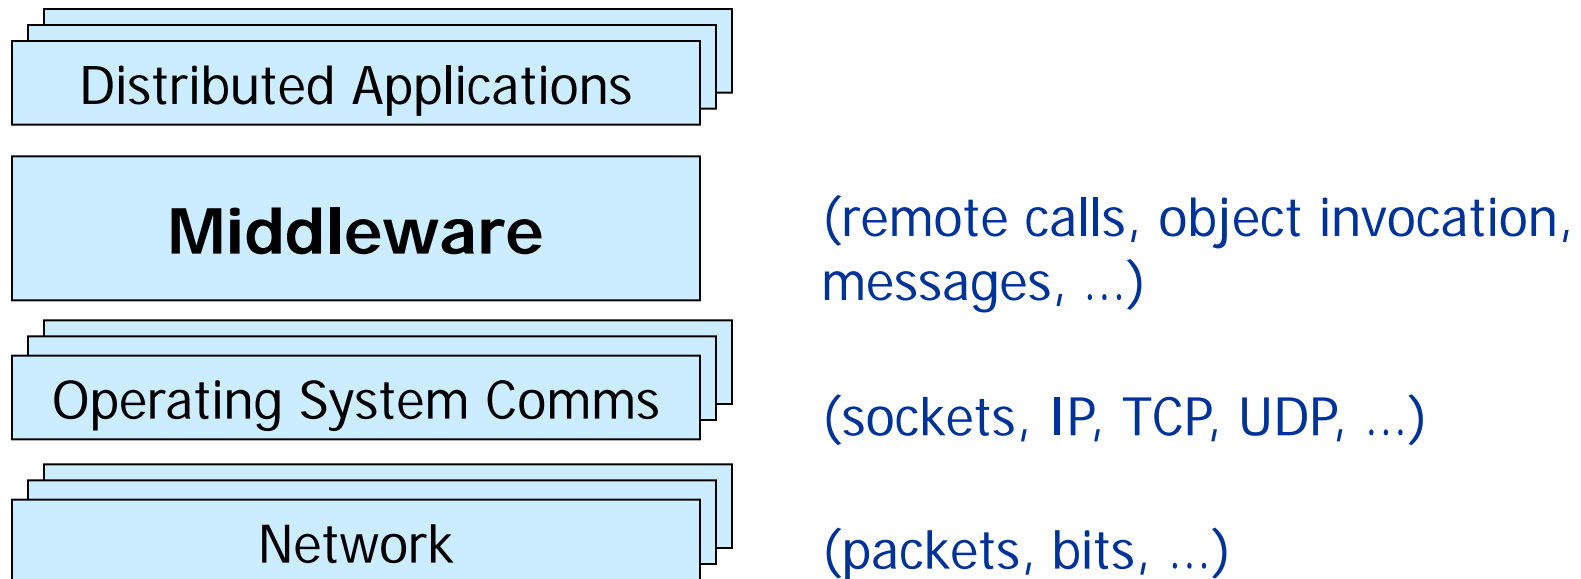 Distributed Applications
Middleware
(remote calls, object invocation,
messages, ...)
Operating System Comms
(sockets, IP, TCP, UDP, ...)
Network
(packets, bits, ...)